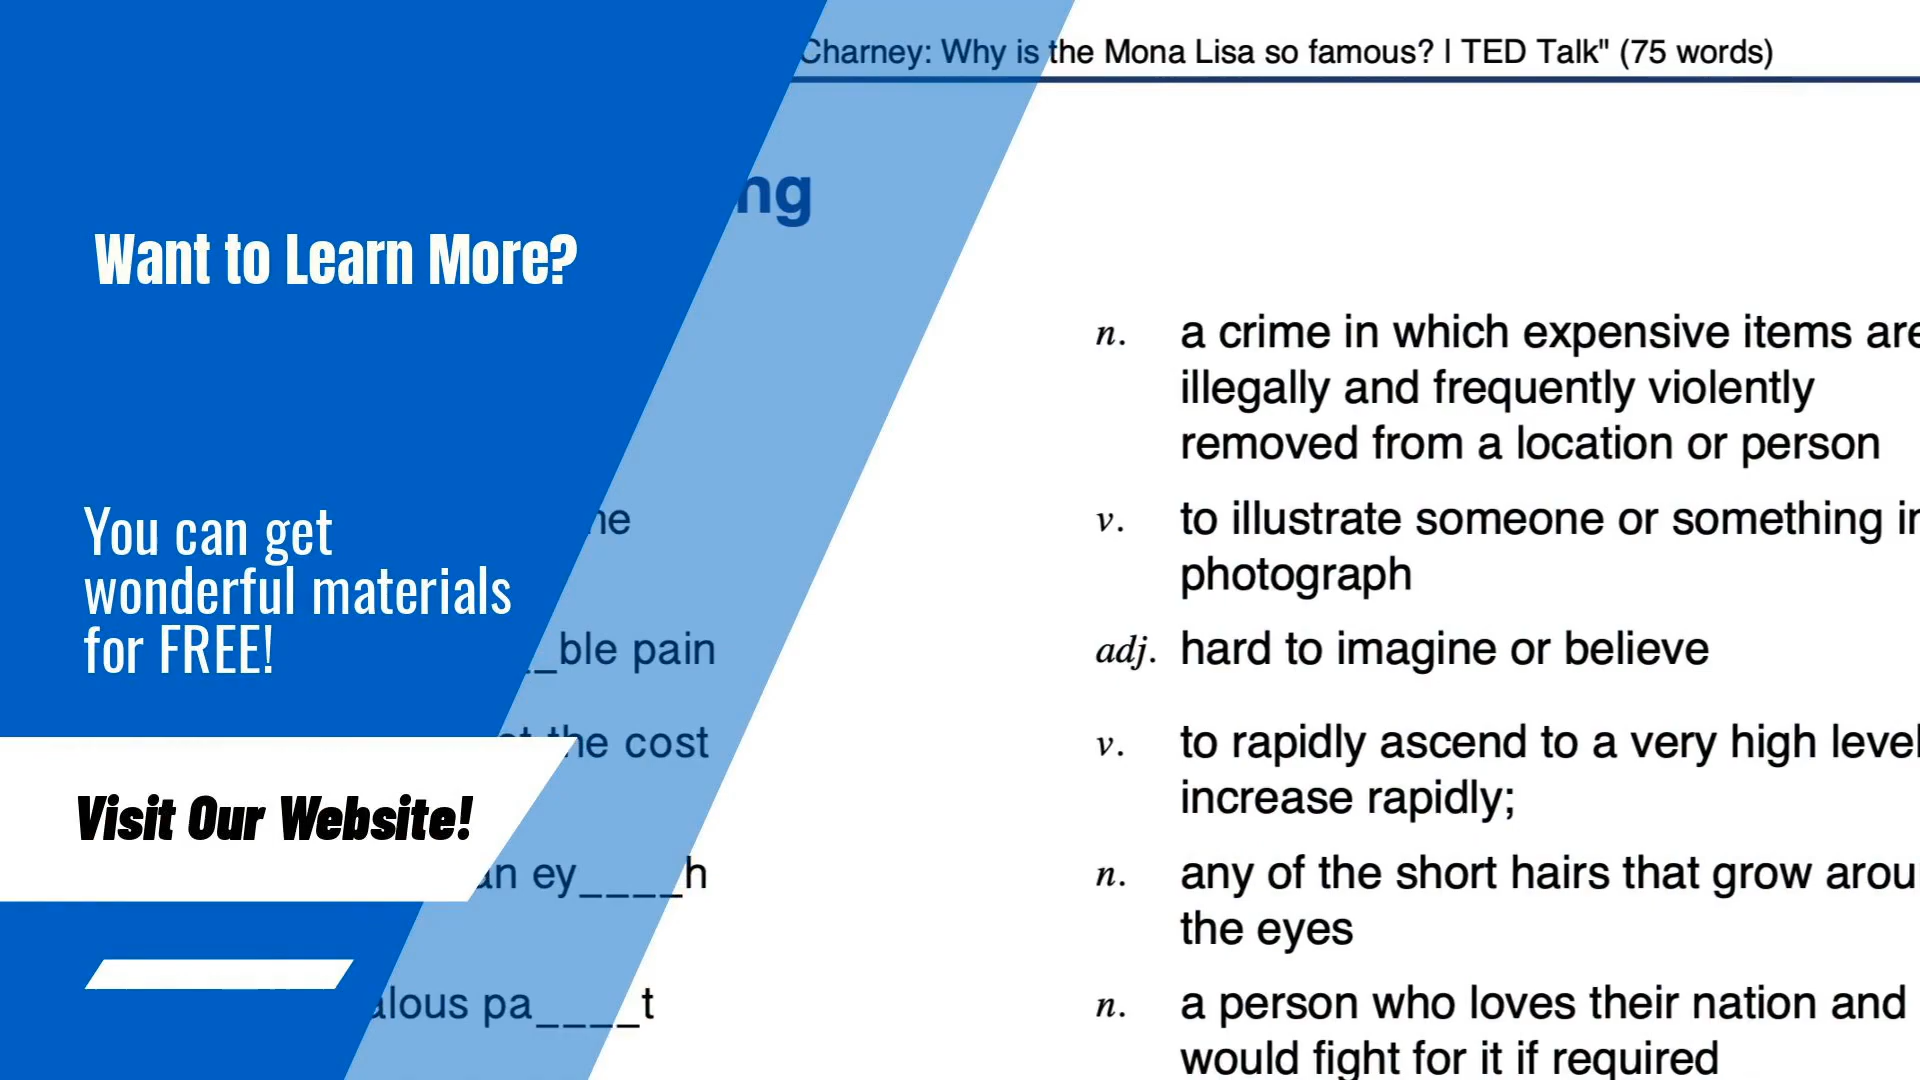 Charney: Why is the Mona Lisa so famous? | TED Talk" (75 words)
ng
Want to Learn More?
You can get
wonderful materials
for FREE!
Visit Our Website!
n. a crime in which expensive items are
illegally and frequently violently
removed from a location or person
v. to illustrate someone or something in
photograph
_ble pain adj. hard to imagine or believe
the cost v. to rapidly ascend to a very high level
increase rapidly;
an ey____h n. any of the short hairs that grow arou
the eyes
alous pa____t n. a person who loves their nation and
would fight for it if required